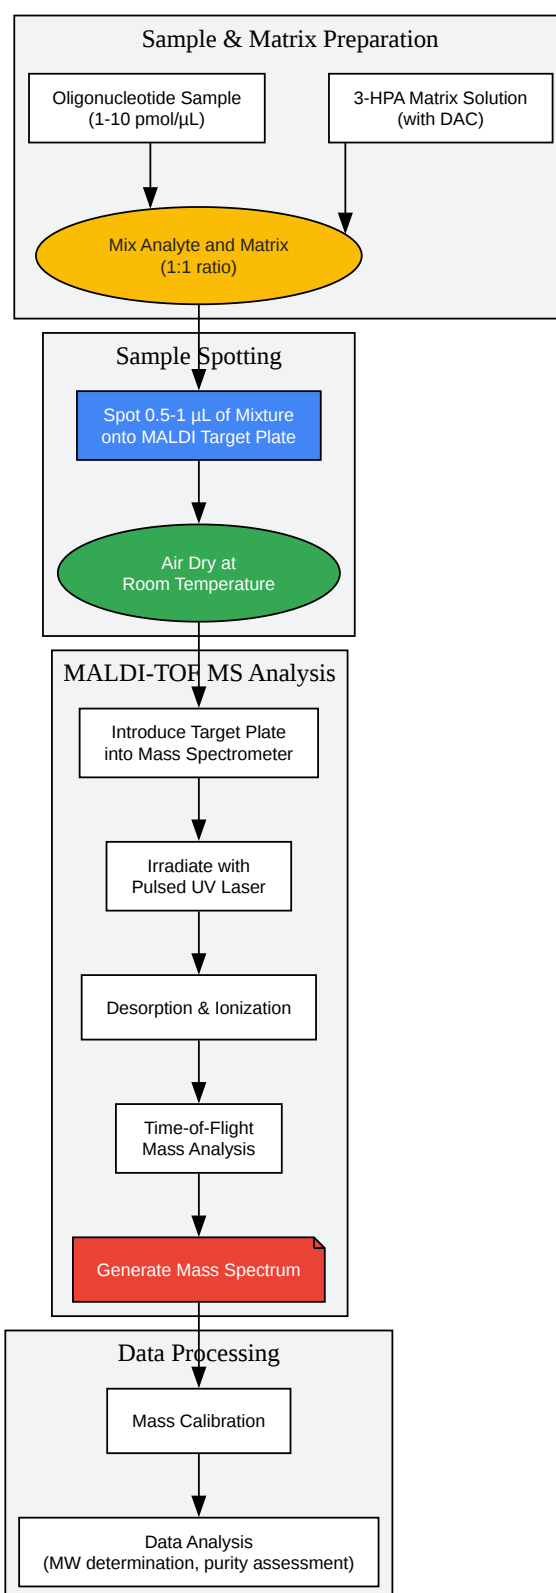 Sample & Matrix Preparation
Oligonucleotide Sample
(1-10 pmol/µL)
3-HPA Matrix Solution
(with DAC)
Mix Analyte and Matrix
(1:1 ratio)
Sample Spotting
Spot 0.5-1 µL of Mixture
onto MALDI Target Plate
Air Dry at
Room Temperature
MALDI-TOF MS Analysis
Introduce Target Plate
into Mass Spectrometer
Irradiate with
Pulsed UV Laser
Desorption & Ionization
Time-of-Flight
Mass Analysis
Generate Mass Spectrum
Data Processing
Mass Calibration
Data Analysis
(MW determination, purity assessment)